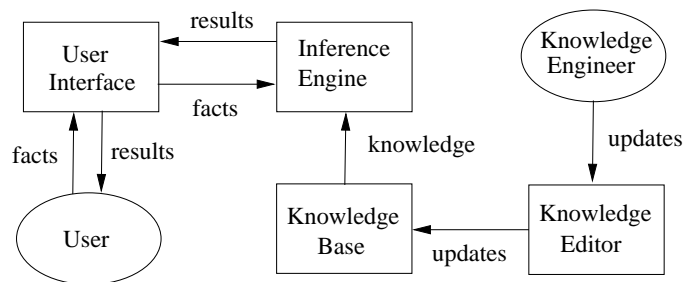 results
User
Interface
Inference
Engine
Knowledge
Engineer
facts
facts
results
knowledge
updates
User
Knowledge
Base
updates
Knowledge
Editor